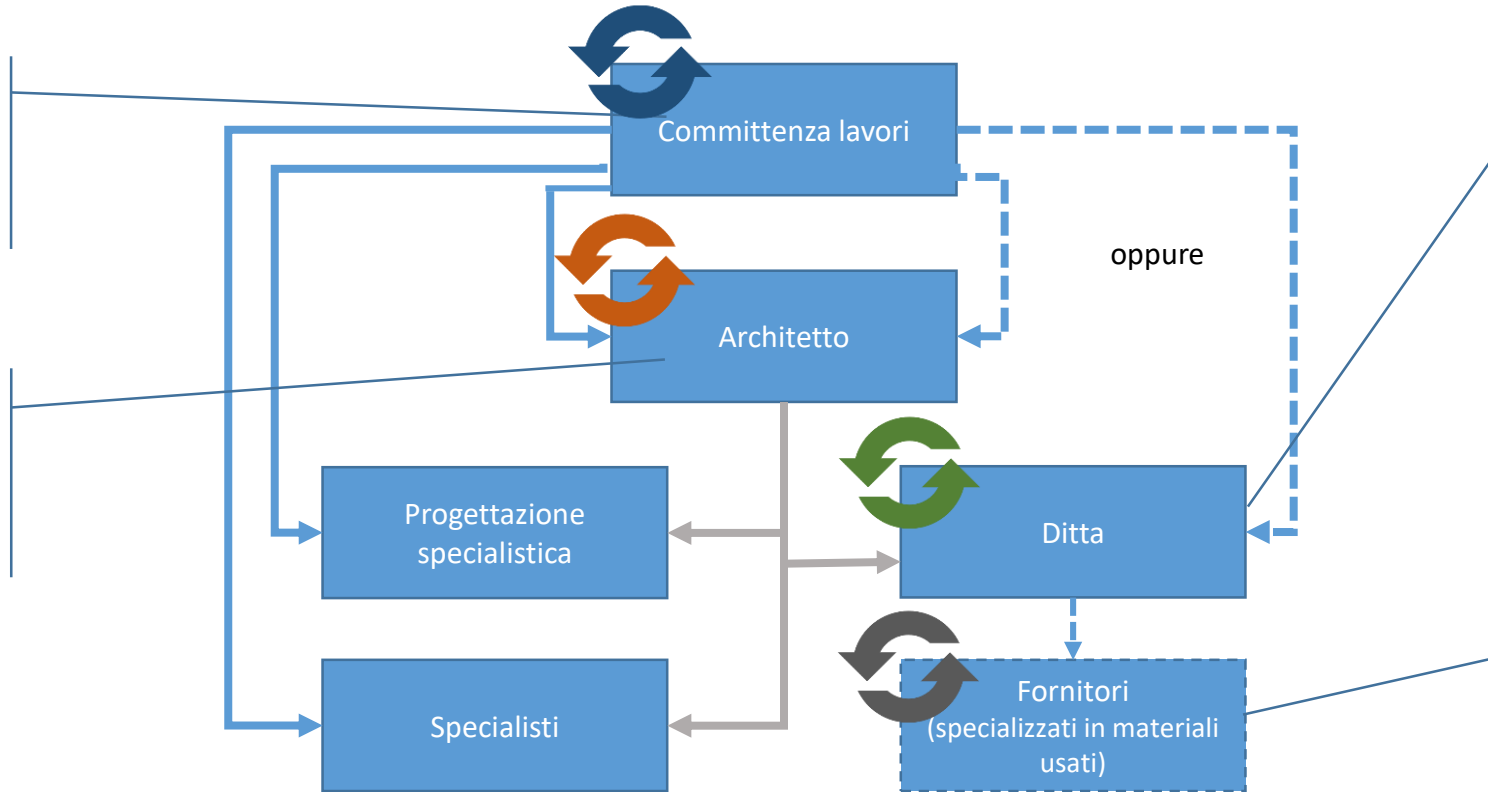 Committenza lavori
oppure
Architetto
Progettazione
specialistica
Ditta
Specialisti
Fornitori
(specializzati in materiali
usati)